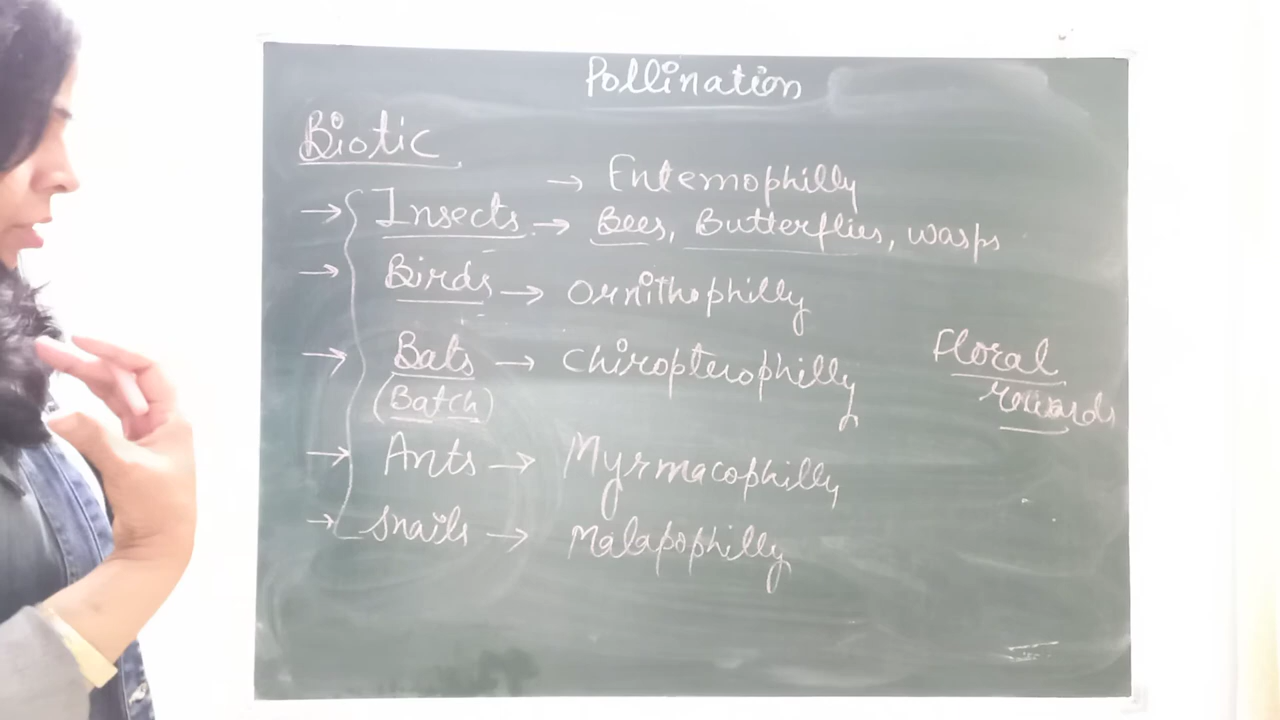 Pollination
Biotic
→ Entemophilly
→ Insects → Bees, Butterflies, wasps
→ Birds → Ornithophilly
→ Bats → Chiropterophilly
(Batch)
Floral
rewards
→ Ants → Myrmacophilly
→ Snails → Malapophilly